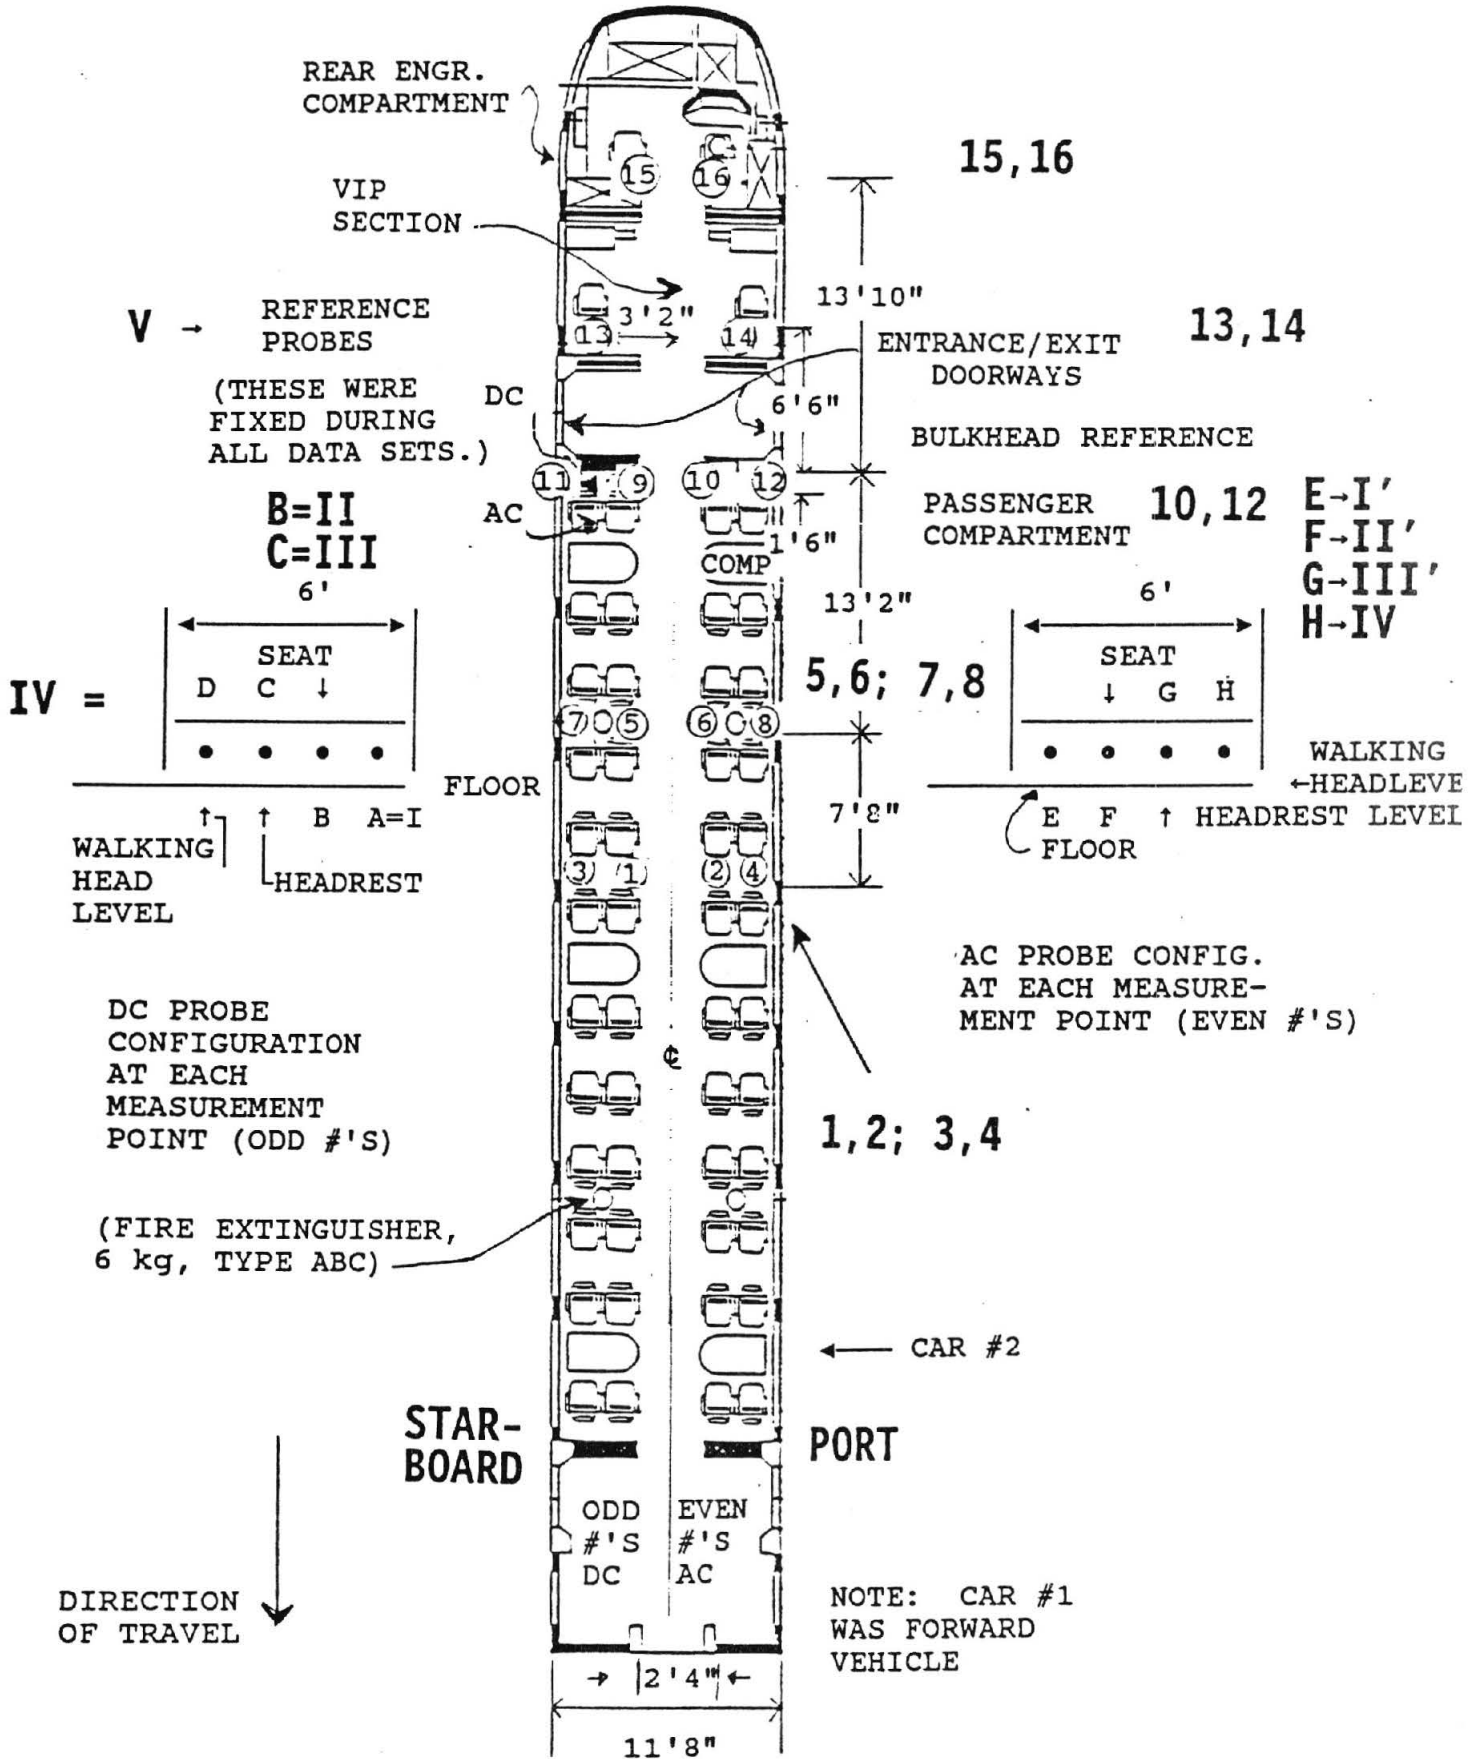 REAR ENGR.
COMPARTMENT
15
16
15,16
VIP
SECTION
13'10"
V → REFERENCE
PROBES
(THESE WERE
FIXED DURING
ALL DATA SETS.)
3'2"
13
14
13,14
ENTRANCE/EXIT
DOORWAYS
DC
6'6"
BULKHEAD REFERENCE
11
9
10
12
B=II
C=III
AC
PASSENGER
COMPARTMENT
10,12
E→I'
F→II'
G→III'
H→IV
1'6"
COMP
13'2"
6'
SEAT
D C ↓
IV =
5,6; 7,8
6'
SEAT
↓ G H
7
5
6
8
FLOOR
↑ ↑ B A=I
WALKING
HEAD
LEVEL
HEADREST
7'8"
WALKING
←HEADLEVE
E F ↑ HEADREST LEVEL
FLOOR
3
1
2
4
AC PROBE CONFIG.
AT EACH MEASURE-
MENT POINT (EVEN #'S)
DC PROBE
CONFIGURATION
AT EACH
MEASUREMENT
POINT (ODD #'S)
℄
1,2; 3,4
(FIRE EXTINGUISHER,
6 kg, TYPE ABC)
CAR #2
STAR-
BOARD
PORT
ODD
#'S
DC
EVEN
#'S
AC
DIRECTION
OF TRAVEL
NOTE: CAR #1
WAS FORWARD
VEHICLE
2'4"
11'8"